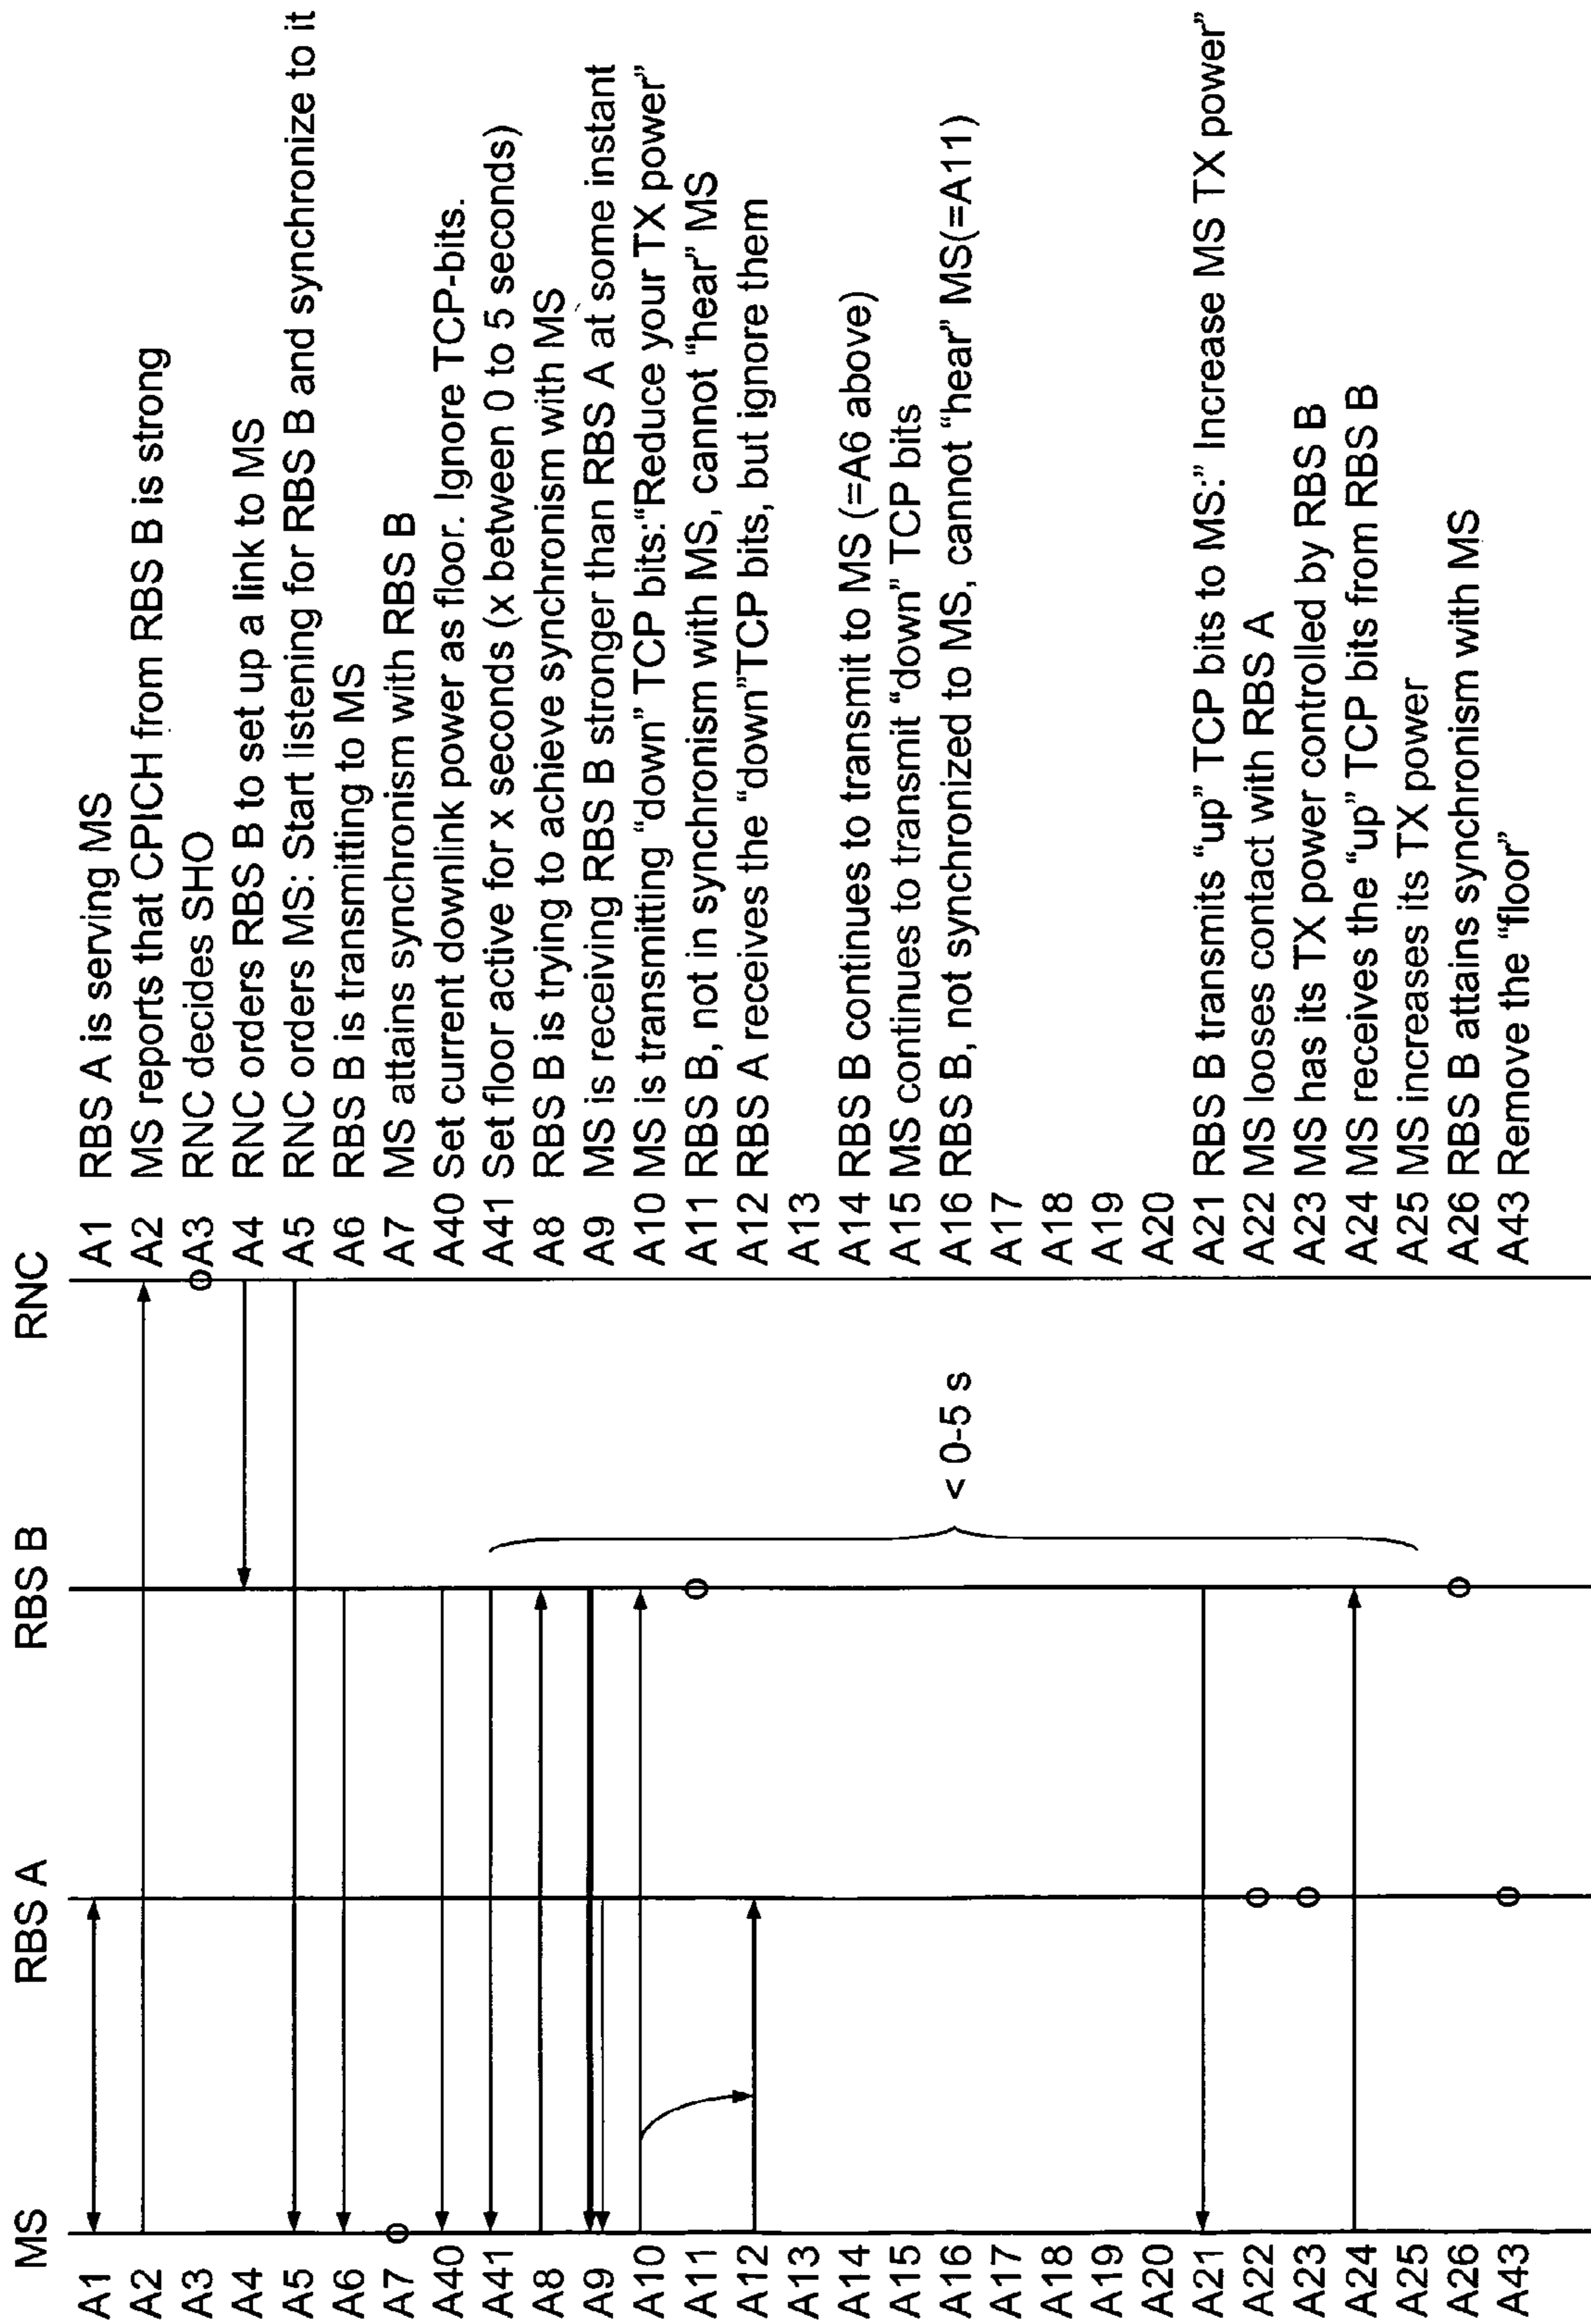 MS RBS A RBS B RNC
A1 A1 RBS A is serving MS
A2 A2 MS reports that CPICH from RBS B is strong
A3 A3 RNC decides SHO
A4 A4 RNC orders RBS B to set up a link to MS
A5 A5 RNC orders MS: Start listening for RBS B and synchronize to it
A6 A6 RBS B is transmitting to MS
A7 A7 MS attains synchronism with RBS B
A40 A40 Set current downlink power as floor. Ignore TCP-bits.
A41 A41 Set floor active for x seconds (x between 0 to 5 seconds)
A8 A8 RBS B is trying to achieve synchronism with MS
A9 A9 MS is receiving RBS B stronger than RBS A at some instant
A10 A10 MS is transmitting “down” TCP bits:“Reduce your TX power”
A11 A11 RBS B, not in synchronism with MS, cannot “hear” MS
A12 A12 RBS A receives the “down”TCP bits, but ignore them
A13 A13
A14 A14 RBS B continues to transmit to MS (=A6 above)
A15 A15 MS continues to transmit “down” TCP bits
A16 < 0-5 s A16 RBS B, not synchronized to MS, cannot “hear” MS(=A11)
A17 A17
A18 A18
A19 A19
A20 A20
A21 A21 RBS B transmits “up” TCP bits to MS:” Increase MS TX power”
A22 A22 MS looses contact with RBS A
A23 A23 MS has its TX power controlled by RBS B
A24 A24 MS receives the “up” TCP bits from RBS B
A25 A25 MS increases its TX power
A26 A26 RBS B attains synchronism with MS
A43 A43 Remove the “floor”